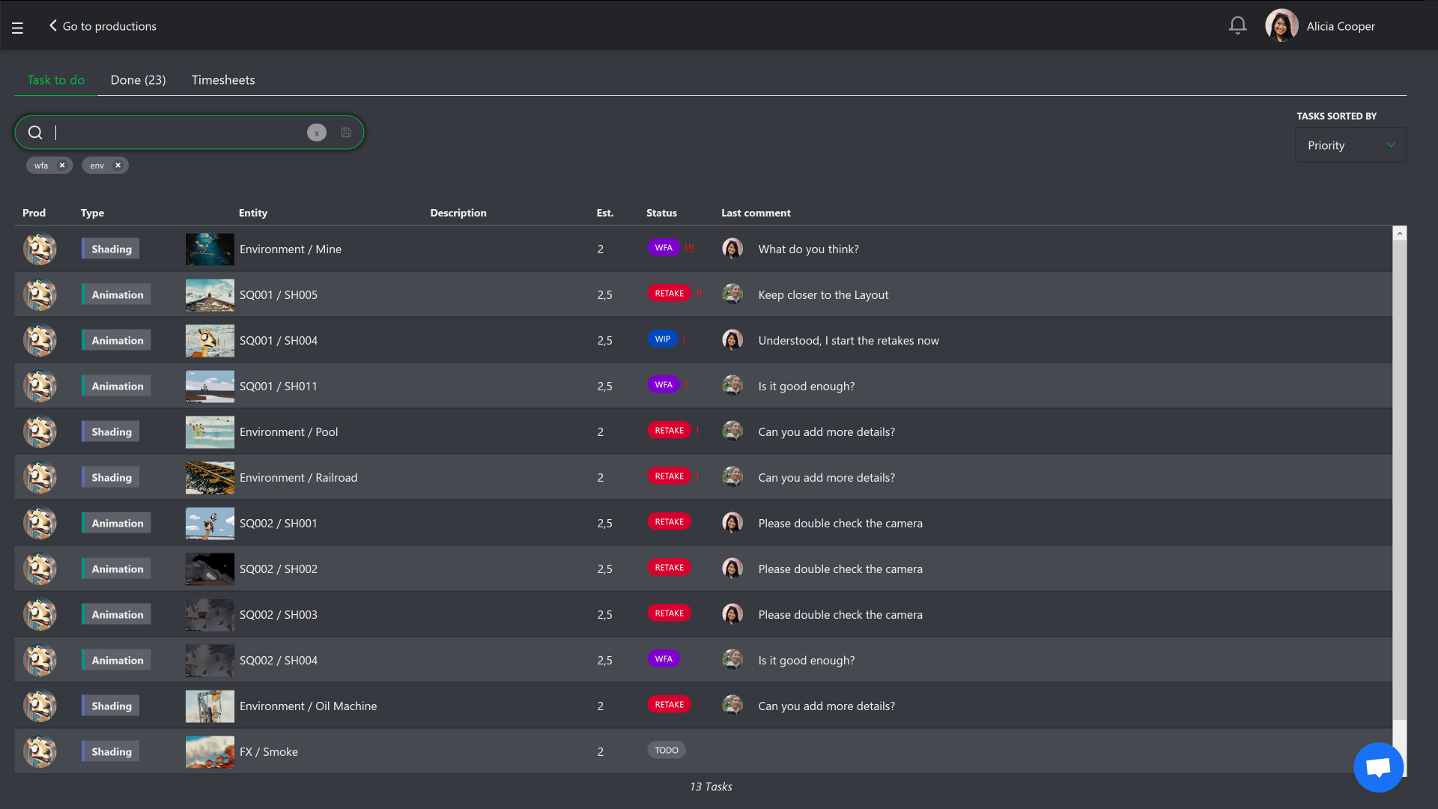 Go to productions
Alicia Cooper
Task to do Done (23) Timesheets
x
wfa × env ×
TASKS SORTED BY
Priority
Prod Type Entity Description Est. Status Last comment
Shading Environment / Mine 2 WFA !!! What do you think?
Animation SQ001 / SH005 2,5 RETAKE !! Keep closer to the Layout
Animation SQ001 / SH004 2,5 WIP ! Understood, I start the retakes now
Animation SQ001 / SH011 2,5 WFA ! Is it good enough?
Shading Environment / Pool 2 RETAKE ! Can you add more details?
Shading Environment / Railroad 2 RETAKE ! Can you add more details?
Animation SQ002 / SH001 2,5 RETAKE Please double check the camera
Animation SQ002 / SH002 2,5 RETAKE Please double check the camera
Animation SQ002 / SH003 2,5 RETAKE Please double check the camera
Animation SQ002 / SH004 2,5 WFA Is it good enough?
Shading Environment / Oil Machine 2 RETAKE Can you add more details?
Shading FX / Smoke 2 TODO
13 Tasks